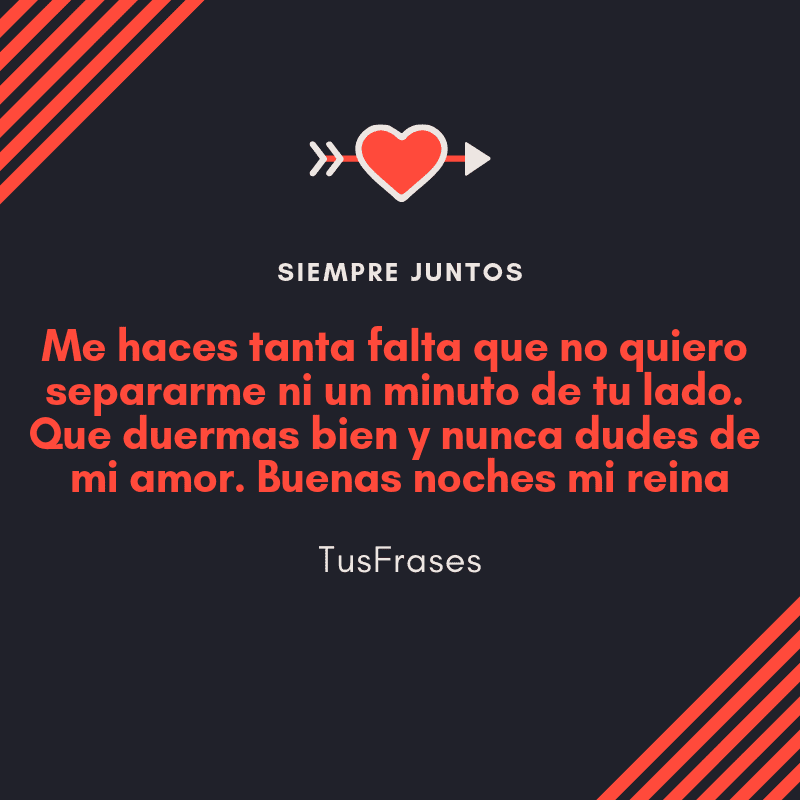 SIEMPRE JUNTOS
Me haces tanta falta que no quiero
separarme ni un minuto de tu lado.
Que duermas bien y nunca dudes de
mi amor. Buenas noches mi reina
TusFrases